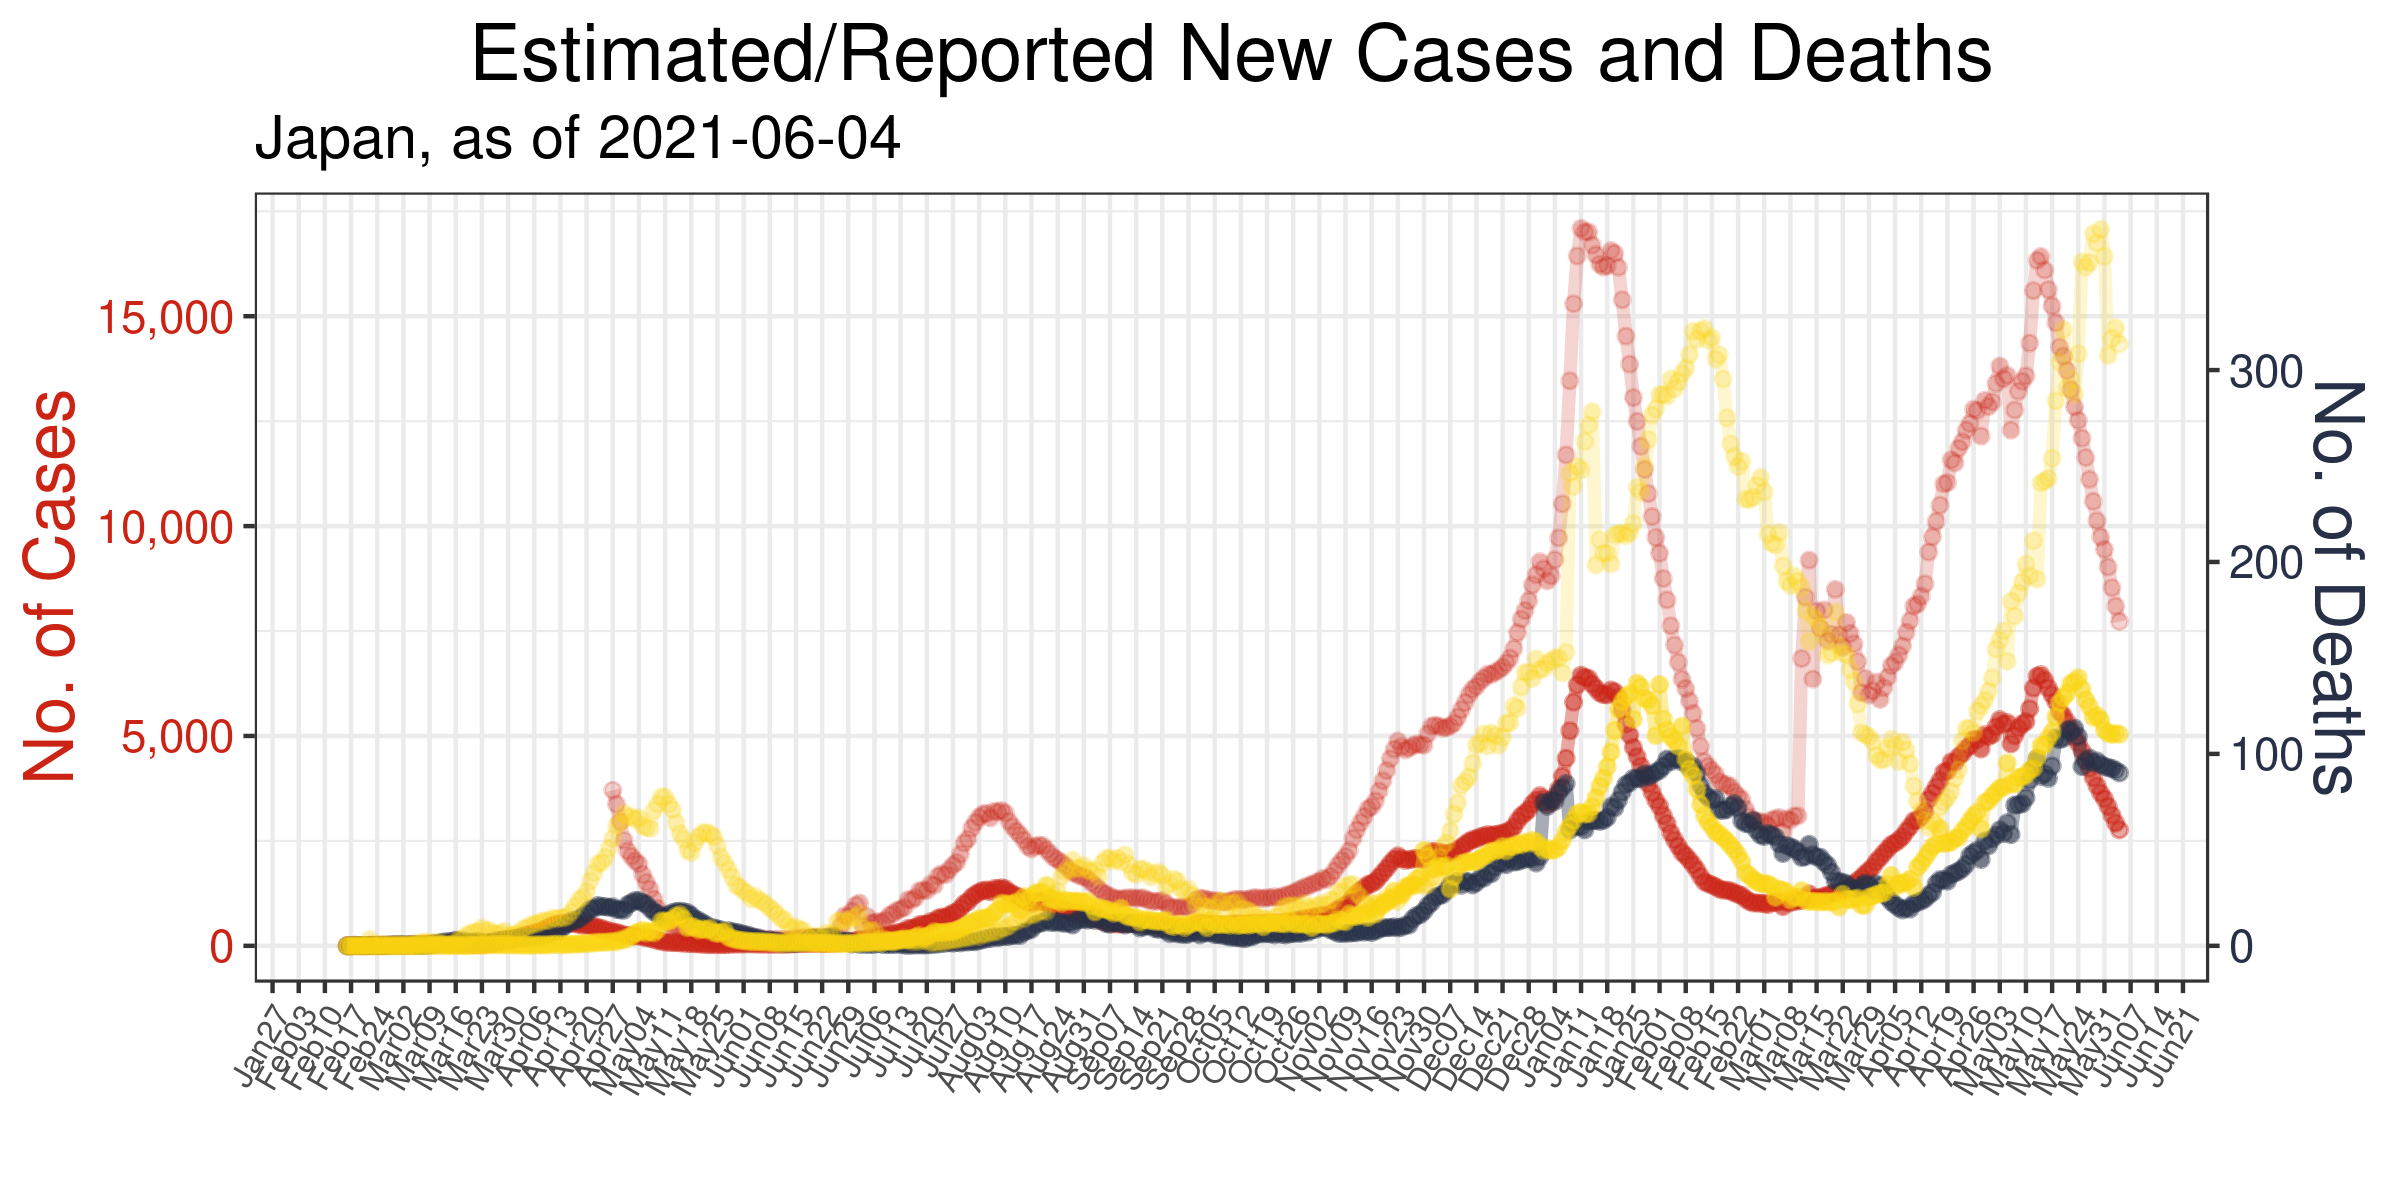 Estimated/Reported New Cases and Deaths
Japan, as of 2021-06-04
No. of Cases
15,000
10,000
5,000
0
300
200
100
0
No. of Deaths
Jan27
Feb03
Feb10
Feb17
Feb24
Mar02
Mar09
Mar16
Mar23
Mar30
Apr06
Apr13
Apr20
Apr27
May04
May11
May18
May25
Jun01
Jun08
Jun15
Jun22
Jun29
Jul06
Jul13
Jul20
Jul27
Aug03
Aug10
Aug17
Aug24
Aug31
Sep07
Sep14
Sep21
Sep28
Oct05
Oct12
Oct19
Oct26
Nov02
Nov09
Nov16
Nov23
Nov30
Dec07
Dec14
Dec21
Dec28
Jan04
Jan11
Jan18
Jan25
Feb01
Feb08
Feb15
Feb22
Mar01
Mar08
Mar15
Mar22
Mar29
Apr05
Apr12
Apr19
Apr26
May03
May10
May17
May24
May31
Jun07
Jun14
Jun21